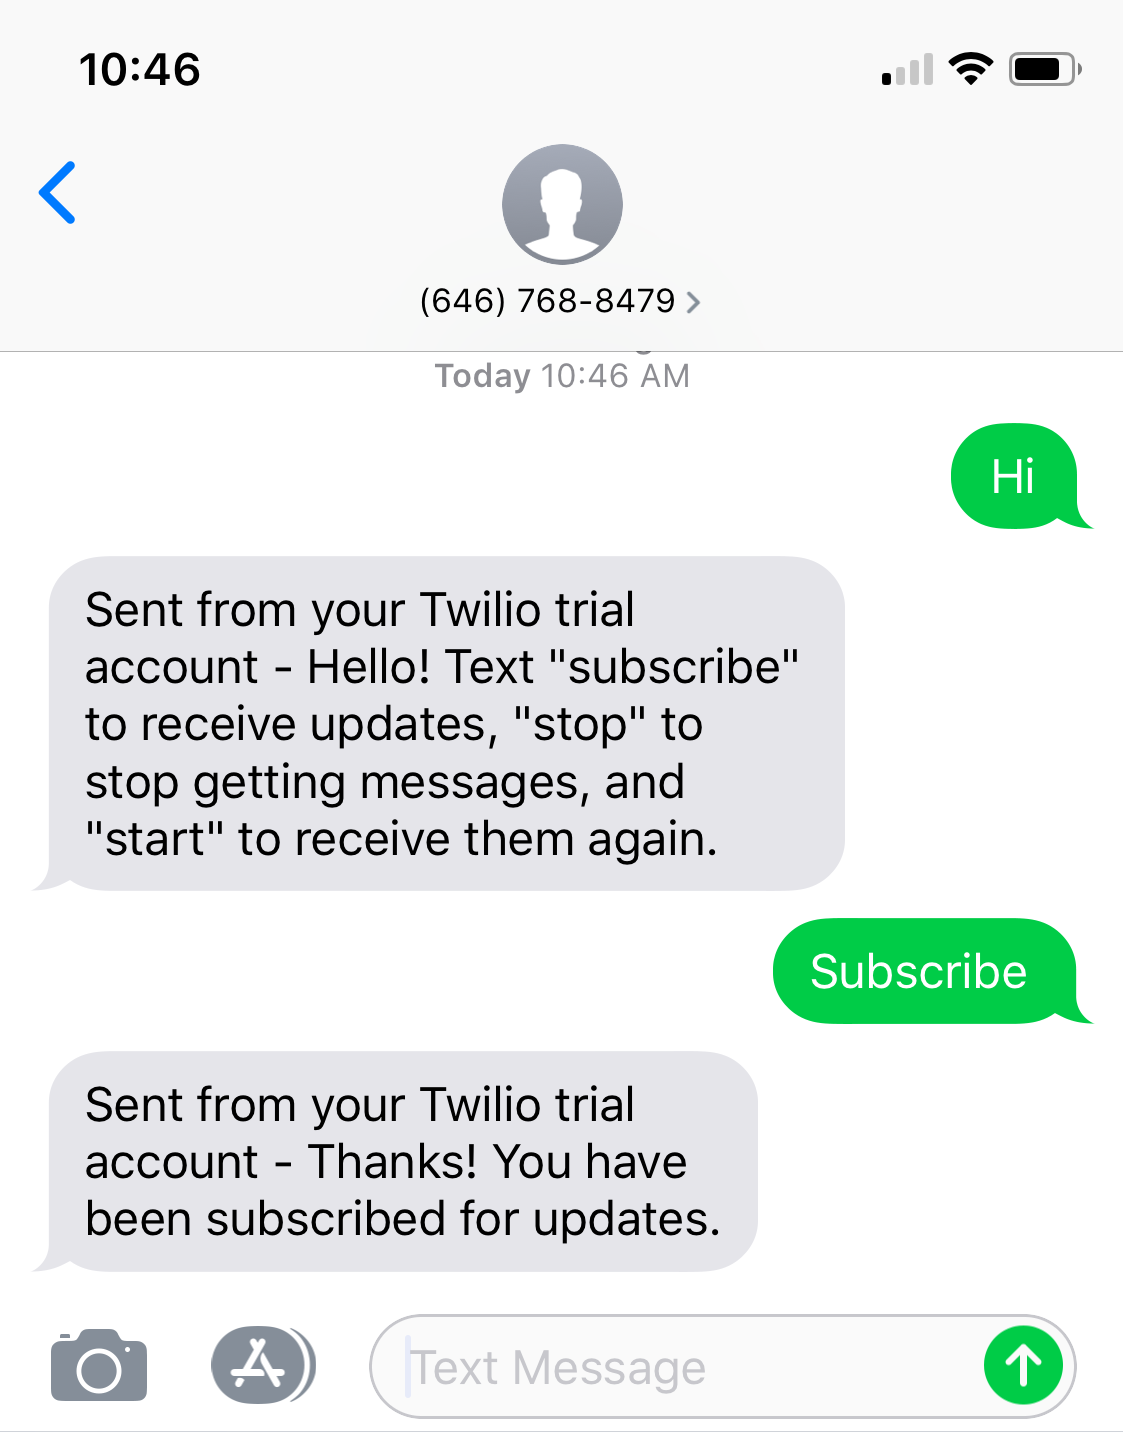 10:46
(646) 768-8479
Today 10:46 AM
Hi
Sent from your Twilio trial
account - Hello! Text "subscribe"
to receive updates, "stop" to
stop getting messages, and
"start" to receive them again.
Subscribe
Sent from your Twilio trial
account - Thanks! You have
been subscribed for updates.
Text Message